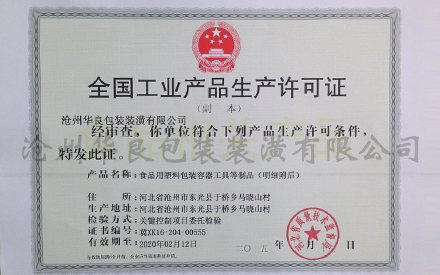 全国工业产品生产许可证
(副 本)
沧州华良包装装潢有限公司
经审查，你单位符合下列产品生产许可条件，
特发此证。
沧州华良包装装潢有限公司
产品名称：食品用塑料包装容器工具等制品(明细附后)
住 所：河北省沧州市东光县于桥乡马晓山村
生产地址：河北省沧州市东光县于桥乡马晓山村
检验方式：关键控制项目委托检验
证书编号：冀XK16-204-00555
有效期至：2020年02月12日
二〇一五年 月 日